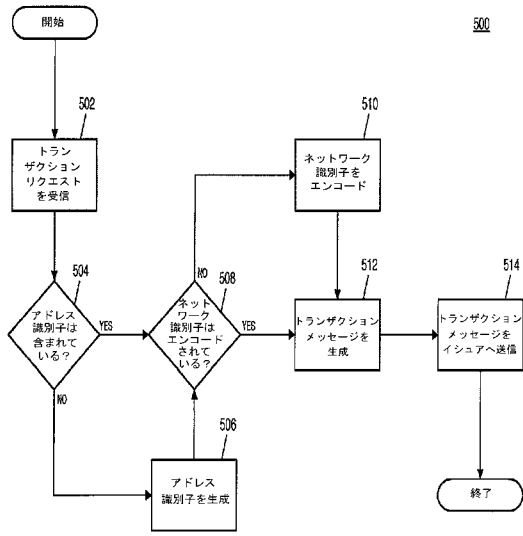 開始
500
502
トラン
ザクション
リクエスト
を受信
504
アドレス
識別子は
含まれて
いる？
YES
NO
506
アドレス
識別子を生成
508
ネット
ワーク
識別子は
エンコード
されて
いる？
NO
YES
510
ネットワーク
識別子を
エンコード
512
トランザクション
メッセージを
生成
514
トランザクション
メッセージを
イシュアへ送信
終了